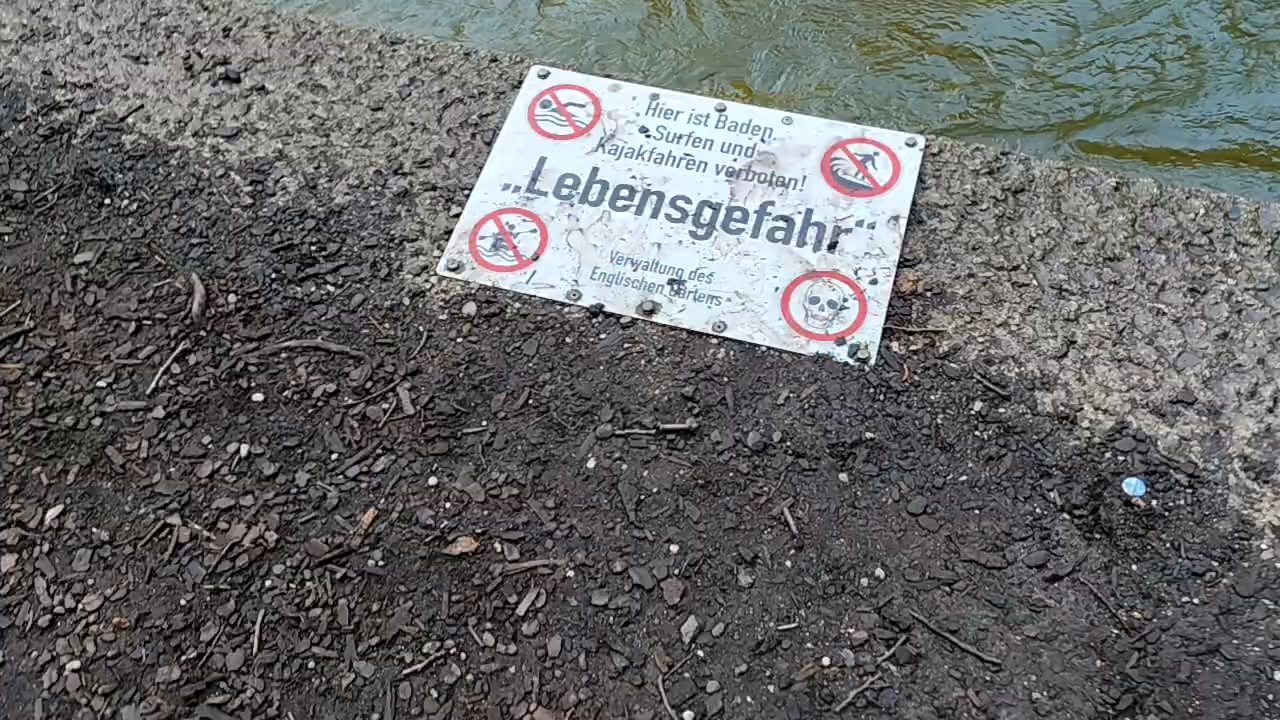 Hier ist Baden,
Surfen und
Kajakfahren verboten!
„Lebensgefahr“
Verwaltung des
Englischen Gartens